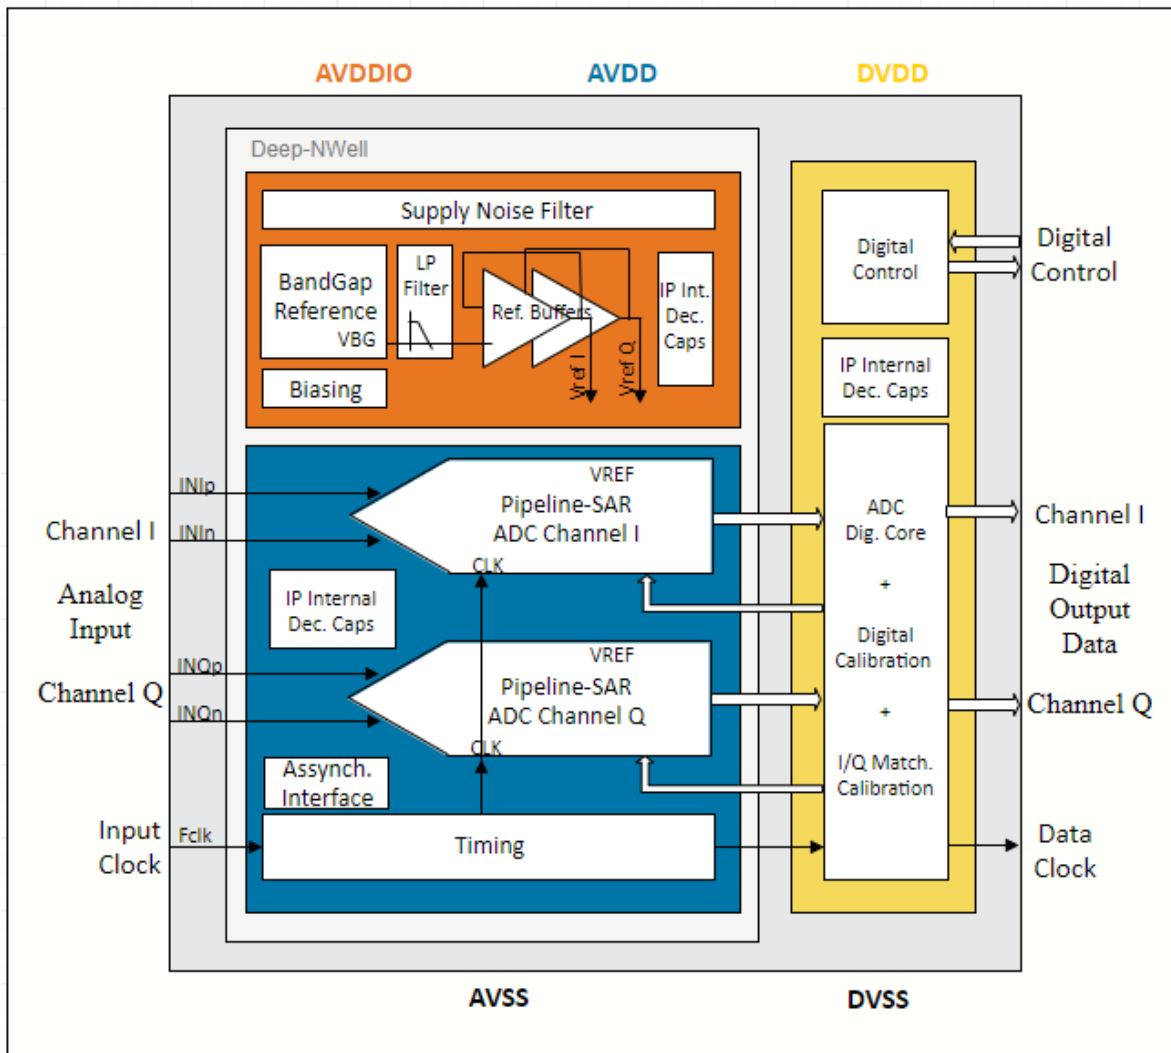 AVDDIO
AVDD
DVDD
Deep-NWell
Supply Noise Filter
BandGap
Reference
VBG
LP
Filter
Ref. Buffers
Vref I
Vref Q
IP Int.
Dec.
Caps
Biasing
Digital
Control
Digital
Control
IP Internal
Dec. Caps
INIp
Channel I
INIn
VREF
Pipeline-SAR
ADC Channel I
CLK
ADC
Dig. Core
+
Digital
Calibration
+
I/Q Match.
Calibration
Channel I
Analog
Input
IP Internal
Dec. Caps
Digital
Output
Data
INQp
Channel Q
INQn
VREF
Pipeline-SAR
ADC Channel Q
CLK
Channel Q
Assynch.
Interface
Input
Clock
Fclk
Timing
Data
Clock
AVSS
DVSS